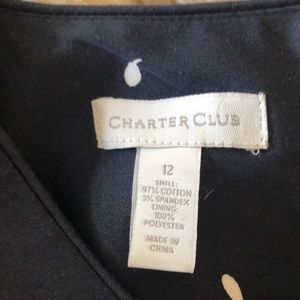 CHARTER CLUB
12
SHELL:
97% COTTON
3% SPANDEX
LINING:
100%
POLYESTER
MADE IN
CHINA